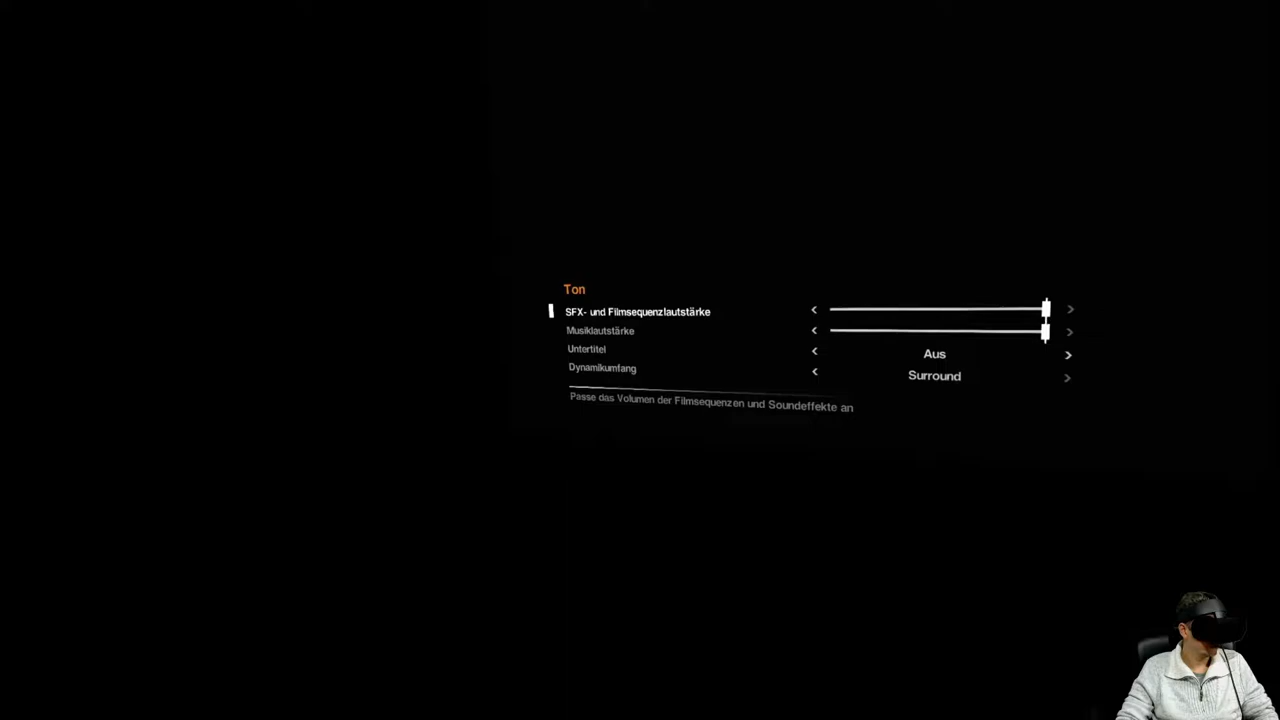 Ton
SFX- und Filmsequenzlautstärke
Musiklautstärke
Untertitel < Aus >
Dynamikumfang < Surround >
Passe das Volumen der Filmsequenzen und Soundeffekte an